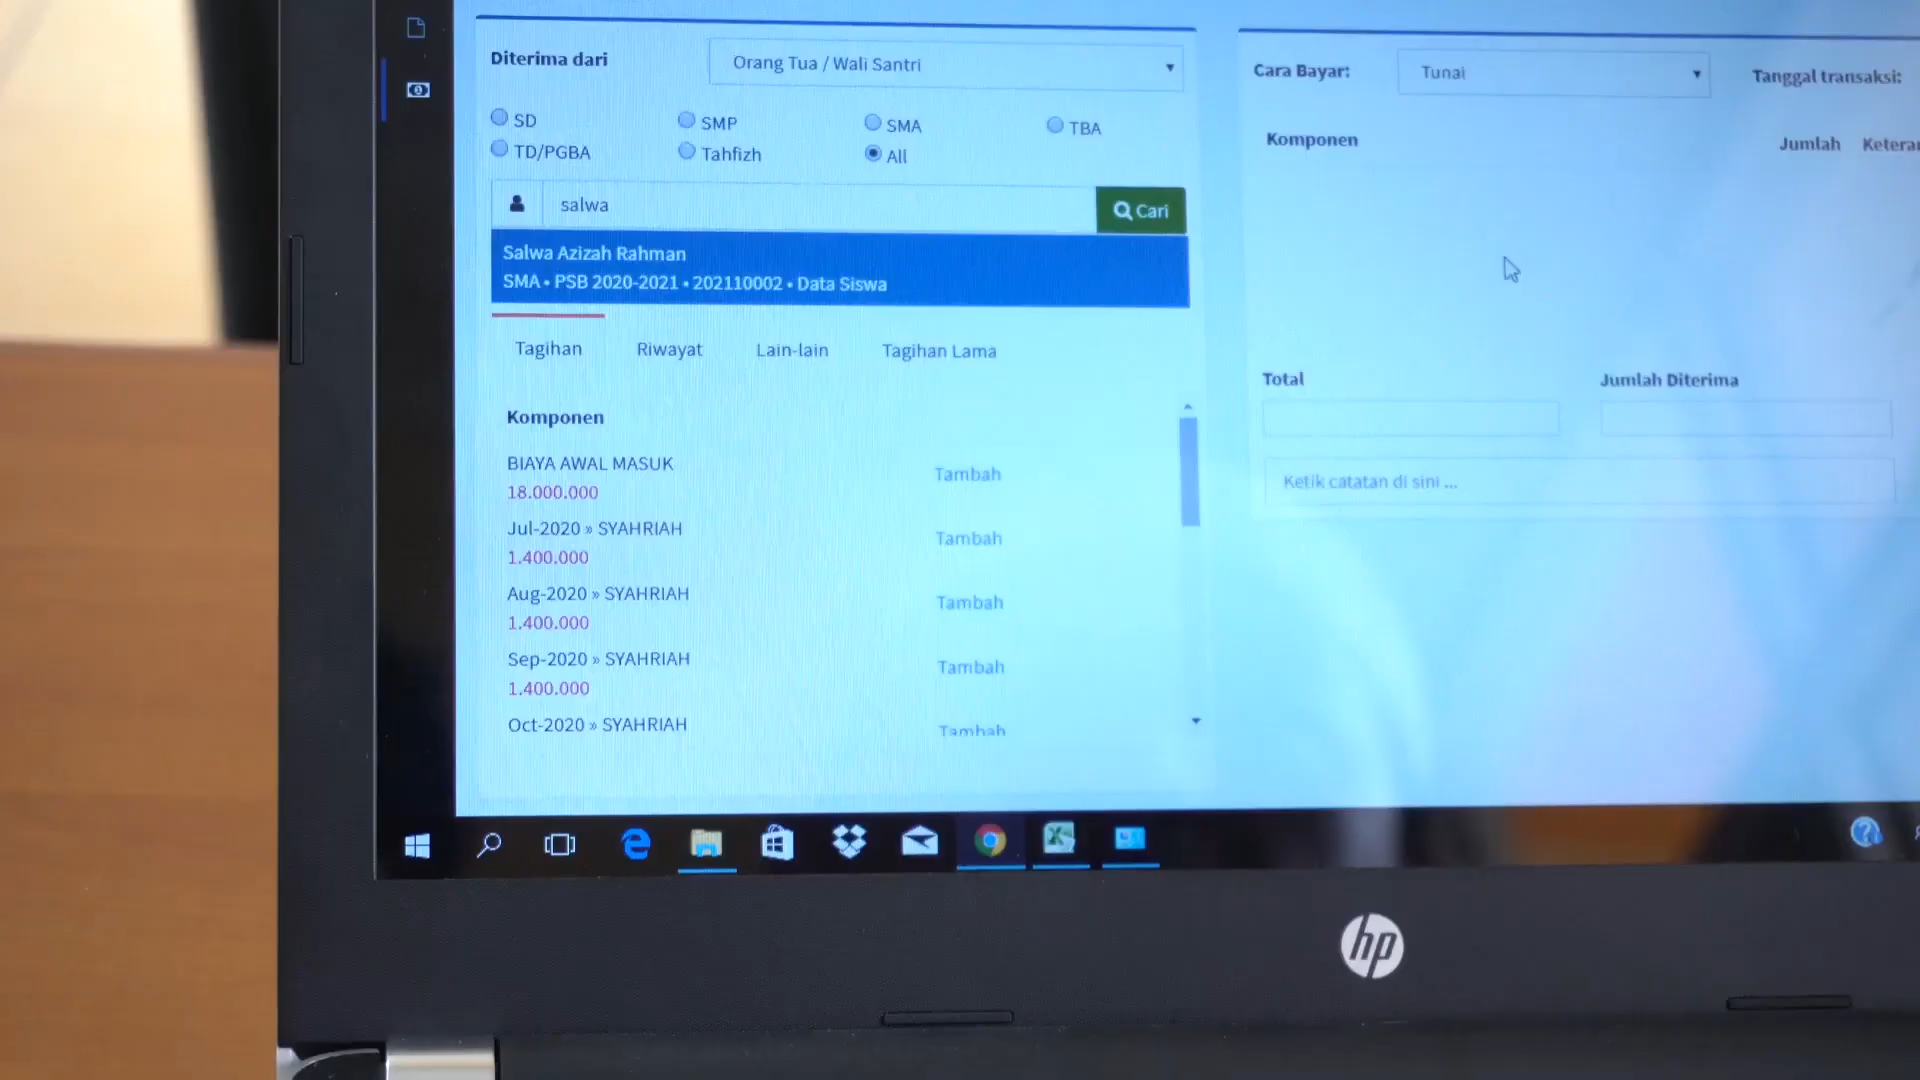 Diterima dari
Orang Tua / Wali Santri
SD
SMP
SMA
TBA
TD/PGBA
Tahfizh
All
salwa
Cari
Salwa Azizah Rahman
SMA • PSB 2020-2021 • 202110002 • Data Siswa
Tagihan
Riwayat
Lain-lain
Tagihan Lama
Komponen
BIAYA AWAL MASUK
Tambah
18.000.000
Jul-2020 » SYAHRIAH
Tambah
1.400.000
Aug-2020 » SYAHRIAH
Tambah
1.400.000
Sep-2020 » SYAHRIAH
Tambah
1.400.000
Oct-2020 » SYAHRIAH
Tambah
Cara Bayar:
Tunai
Tanggal transaksi:
Komponen
Jumlah
Total
Jumlah Diterima
Ketik catatan di sini ...
hp